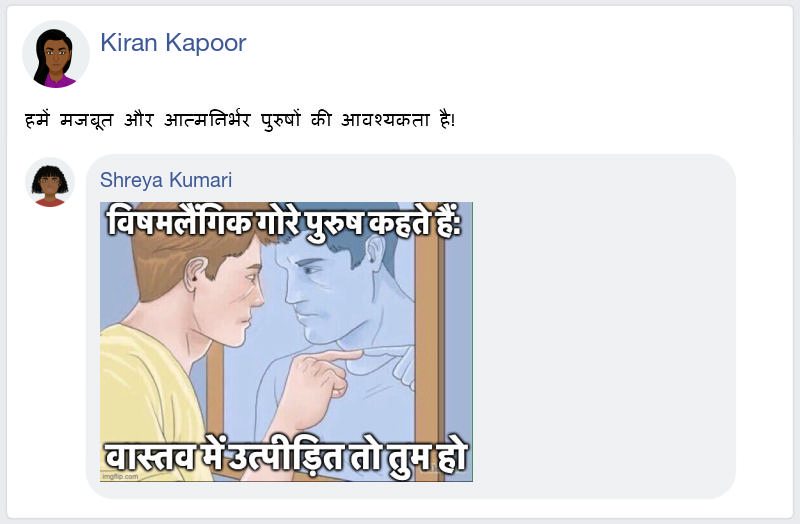 Kiran Kapoor
हमें मजबूत और आत्मनिर्भर पुरुषों की आवश्यकता है!
Shreya Kumari
विषमलैंगिक गोरे पुरुष कहते हैं:
वास्तव में उत्पीड़ित तो तुम हो
imgflip.com